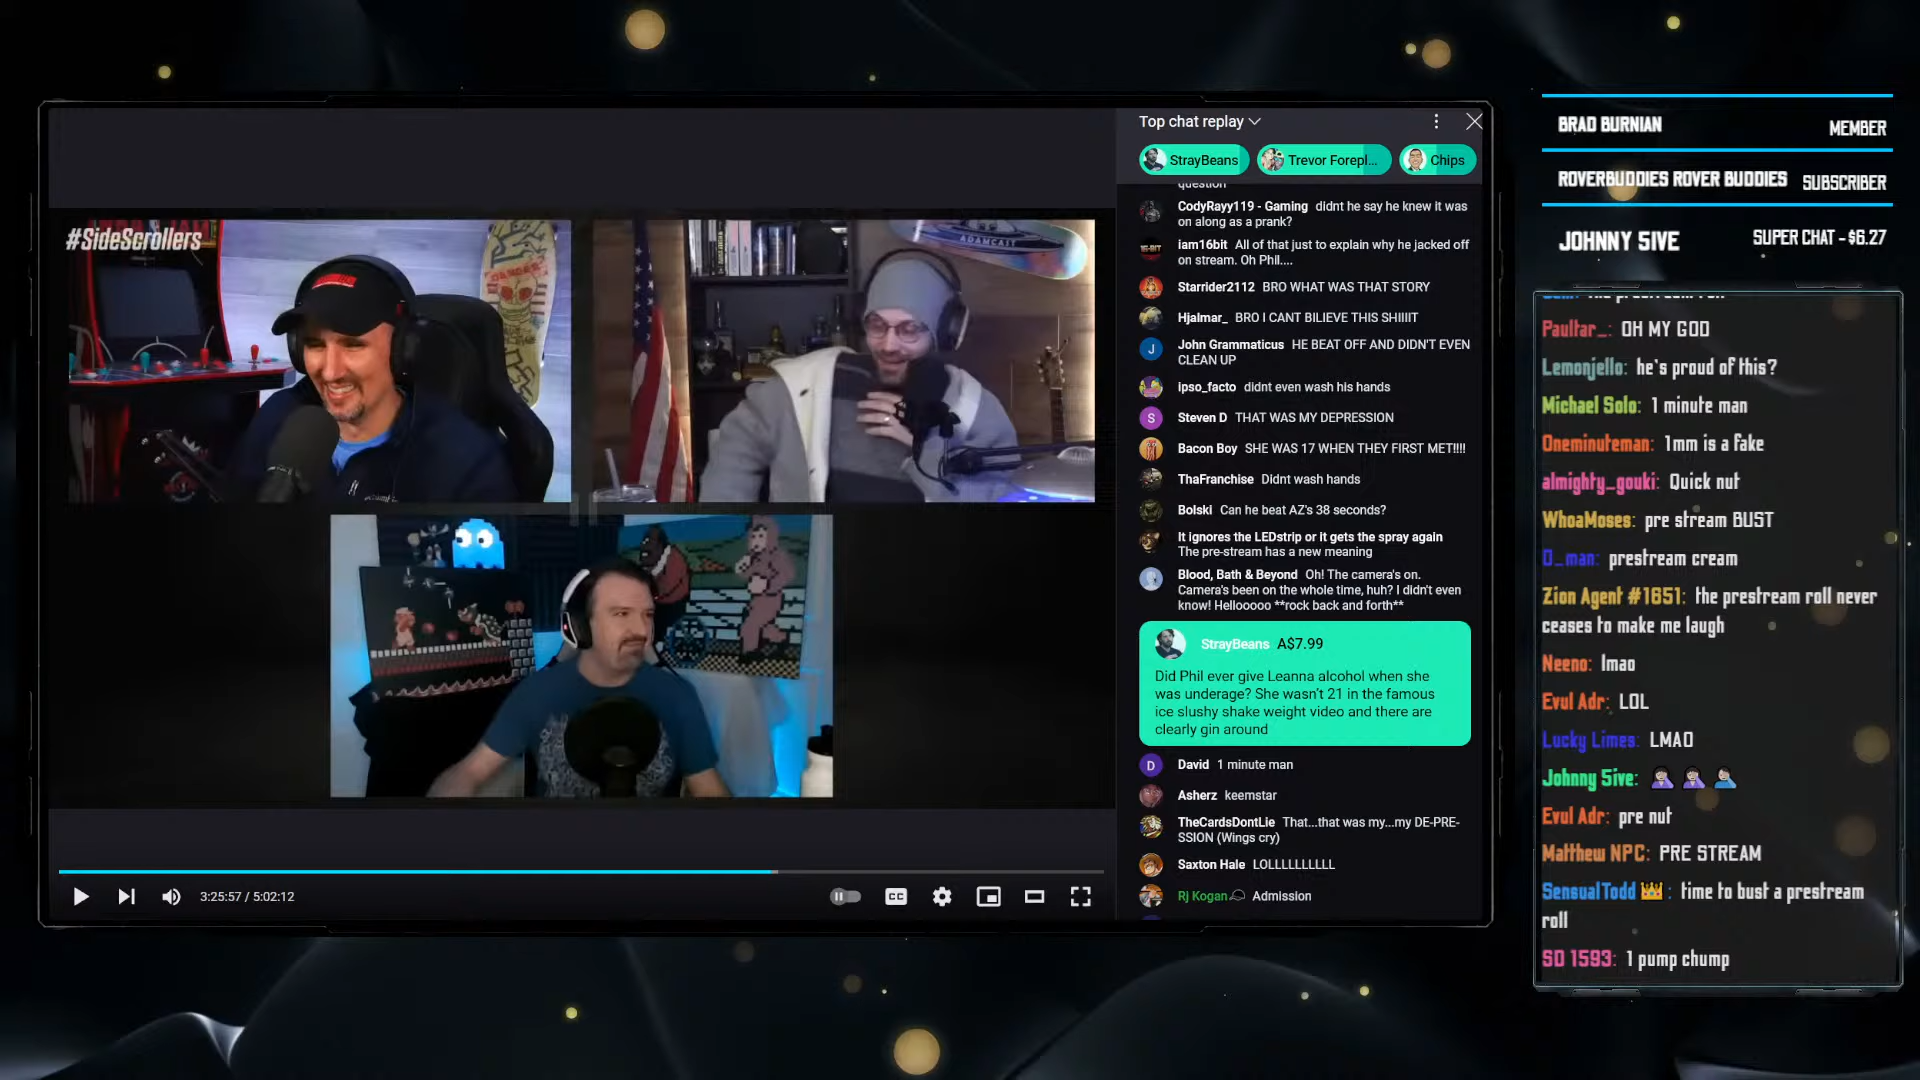 #SideScrollers
ADAMCAST
3:25:57 / 5:02:12
CC
Top chat replay
StrayBeans
Trevor Forepl...
Chips
question
CodyRayy119 - Gaming didnt he say he knew it was
on along as a prank?
iam16bit All of that just to explain why he jacked off
on stream. Oh Phil....
Starrider2112 BRO WHAT WAS THAT STORY
Hjalmar_ BRO I CANT BILIEVE THIS SHIIIIT
J John Grammaticus HE BEAT OFF AND DIDN'T EVEN
CLEAN UP
ipso_facto didnt even wash his hands
S Steven D THAT WAS MY DEPRESSION
Bacon Boy SHE WAS 17 WHEN THEY FIRST MET!!!!
ThaFranchise Didnt wash hands
Bolski Can he beat AZ's 38 seconds?
It ignores the LEDstrip or it gets the spray again
The pre-stream has a new meaning
Blood, Bath & Beyond Oh! The camera's on.
Camera's been on the whole time, huh? I didn't even
know! Helloooooo **rock back and forth**
StrayBeans A$7.99
Did Phil ever give Leanna alcohol when she
was underage? She wasn't 21 in the famous
ice slushy shake weight video and there are
clearly gin around
D David 1 minute man
Asherz keemstar
TheCardsDontLie That...that was my...my DE-PRE-
SSION (Wings cry)
Saxton Hale LOLLLLLLLLLL
Rj Kogan Admission
BRAD BURNIAN MEMBER
ROVERBUDDIES ROVER BUDDIES SUBSCRIBER
JOHNNY 5IVE SUPER CHAT - $6.27
Paultar_: OH MY GOD
Lemonjello: he's proud of this?
Michael Solo: 1 minute man
Oneminuteman: 1mm is a fake
almighty_gouki: Quick nut
WhoaMoses: pre stream BUST
D_man: prestream cream
Zion Agent #1651: the prestream roll never
ceases to make me laugh
Neeno: lmao
Evul Adr: LOL
Lucky Limes: LMAO
Johnny 5ive:
Evul Adr: pre nut
Matthew NPC: PRE STREAM
SensualTodd : time to bust a prestream
roll
SD 1593: 1 pump chump